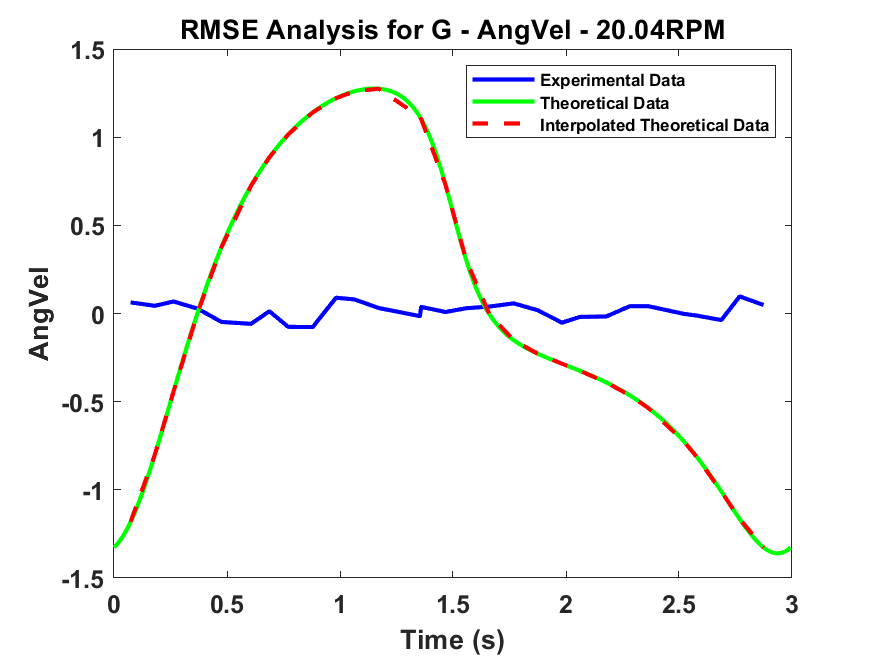 RMSE Analysis for G - AngVel - 20.04RPM
Experimental Data
Theoretical Data
Interpolated Theoretical Data
AngVel
1.5
1
0.5
0
-0.5
-1
-1.5
0 0.5 1 1.5 2 2.5 3
Time (s)